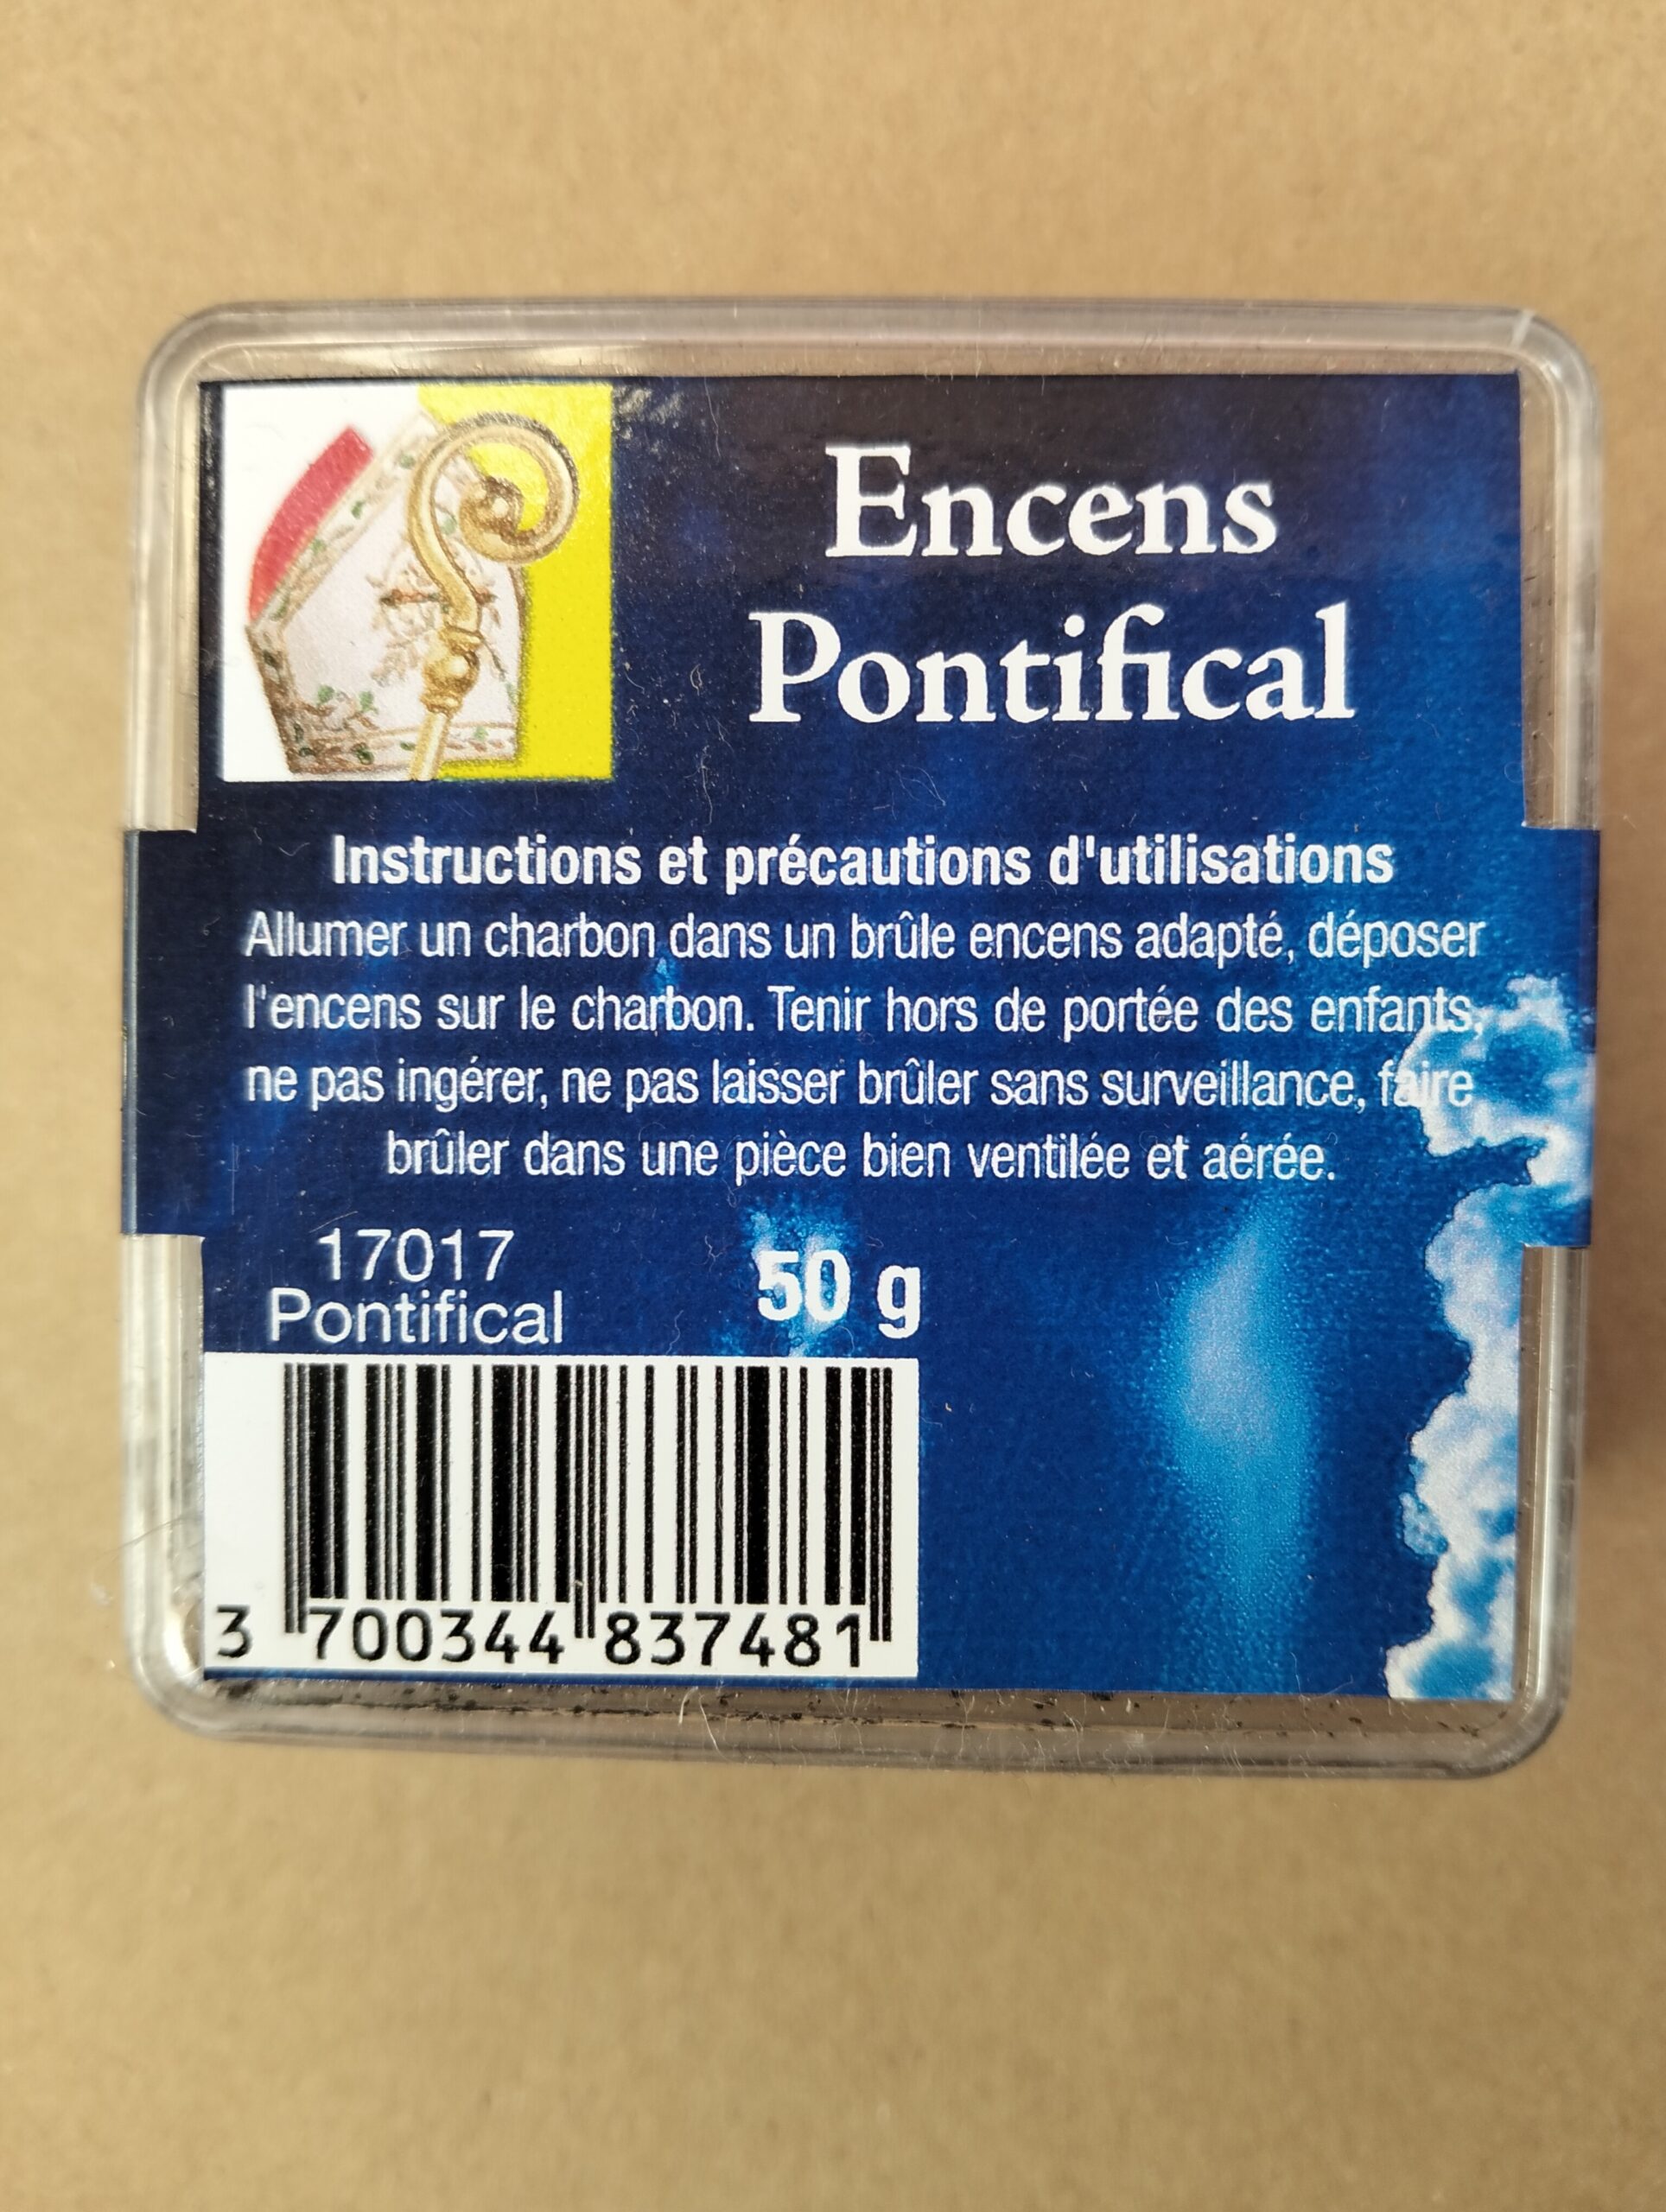 Encens
Pontifical
Instructions et précautions d'utilisations
Allumer un charbon dans un brûle encens adapté, déposer
l'encens sur le charbon. Tenir hors de portée des enfants,
ne pas ingérer, ne pas laisser brûler sans surveillance, faire
brûler dans une pièce bien ventilée et aérée.
17017
Pontifical
50 g
3 700344 837481